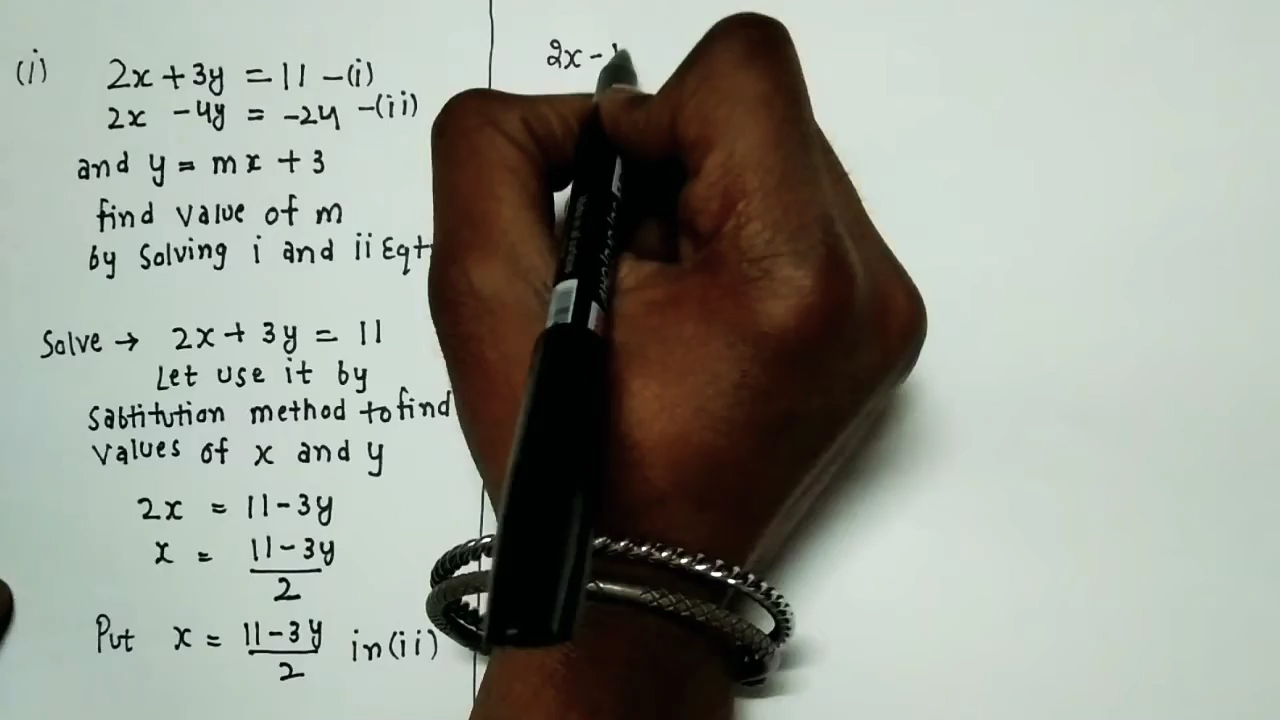 (i) 2x + 3y = 11 - (i)
2x - 4y = -24 - (ii)
and y = mx + 3
find value of m
by Solving i and ii Eqt
Solve → 2x + 3y = 11
Let use it by
Sabtitution method to find
values of x and y
2x = 11 - 3y
x = 11 - 3y
2
Put x = 11 - 3y in (ii)
2
2x -